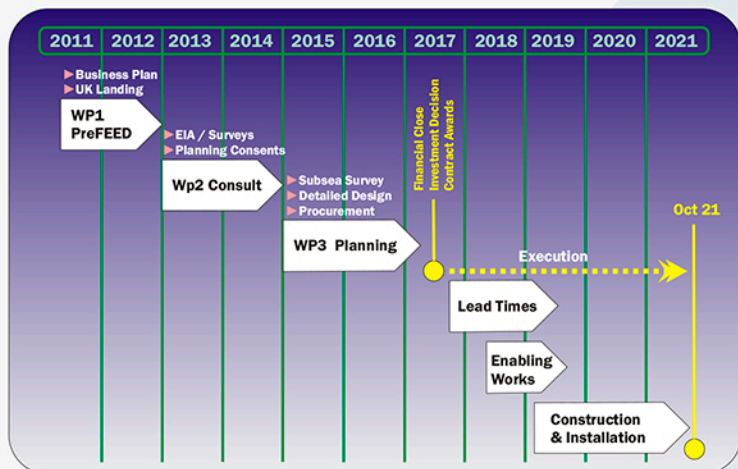 2011 2012 2013 2014 2015 2016 2017 2018 2019 2020 2021
Business Plan
UK Landing
WP1
PreFEED
EIA / Surveys
Planning Consents
Wp2 Consult
Subsea Survey
Detailed Design
Procurement
WP3 Planning
Financial Close
Investment Decision
Contract Awards
Oct 21
Execution
Lead Times
Enabling
Works
Construction
& Installation